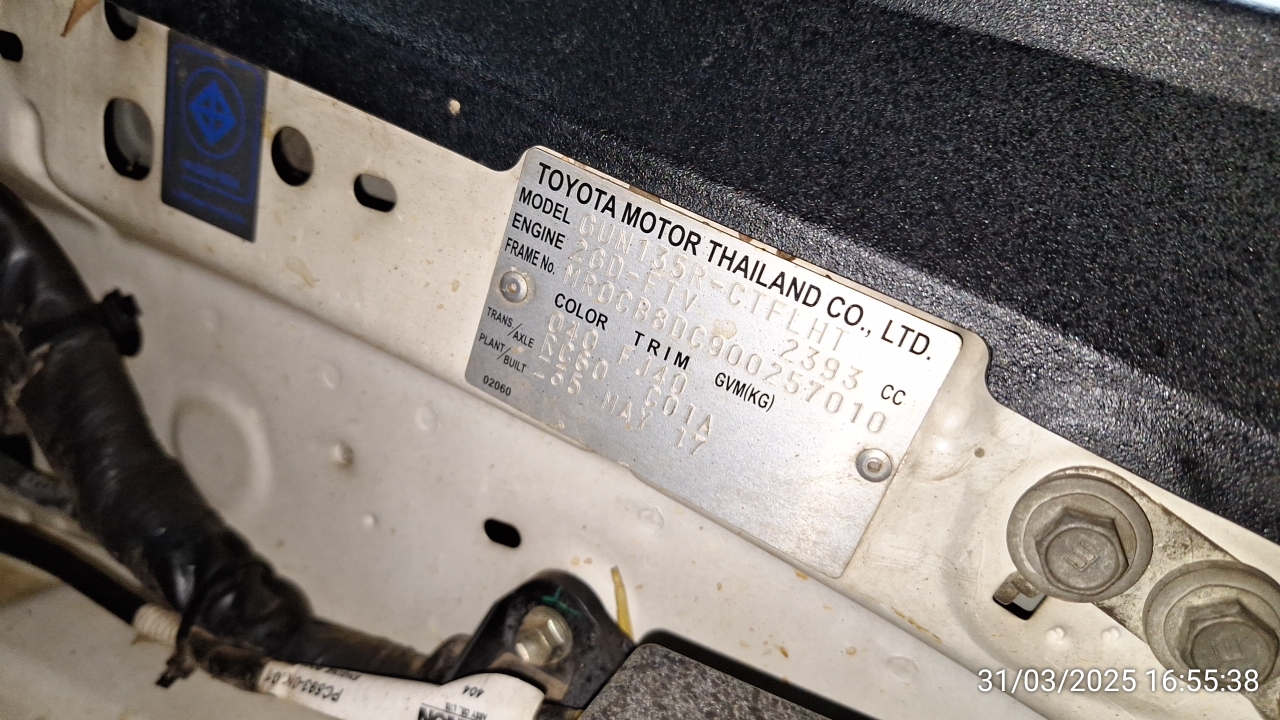 TOYOTA MOTOR THAILAND CO., LTD.
MODEL GUN135R-CTFLHT
ENGINE 2GD-FTV 2393 CC
FRAME No. MR0CB8DC900257010
COLOR TRIM GVM(KG)
040 FJ40
TRANS/AXLE RC60 G01A
PLANT/BUILT -S5 MAY 17
02060
31/03/2025 16:55:38